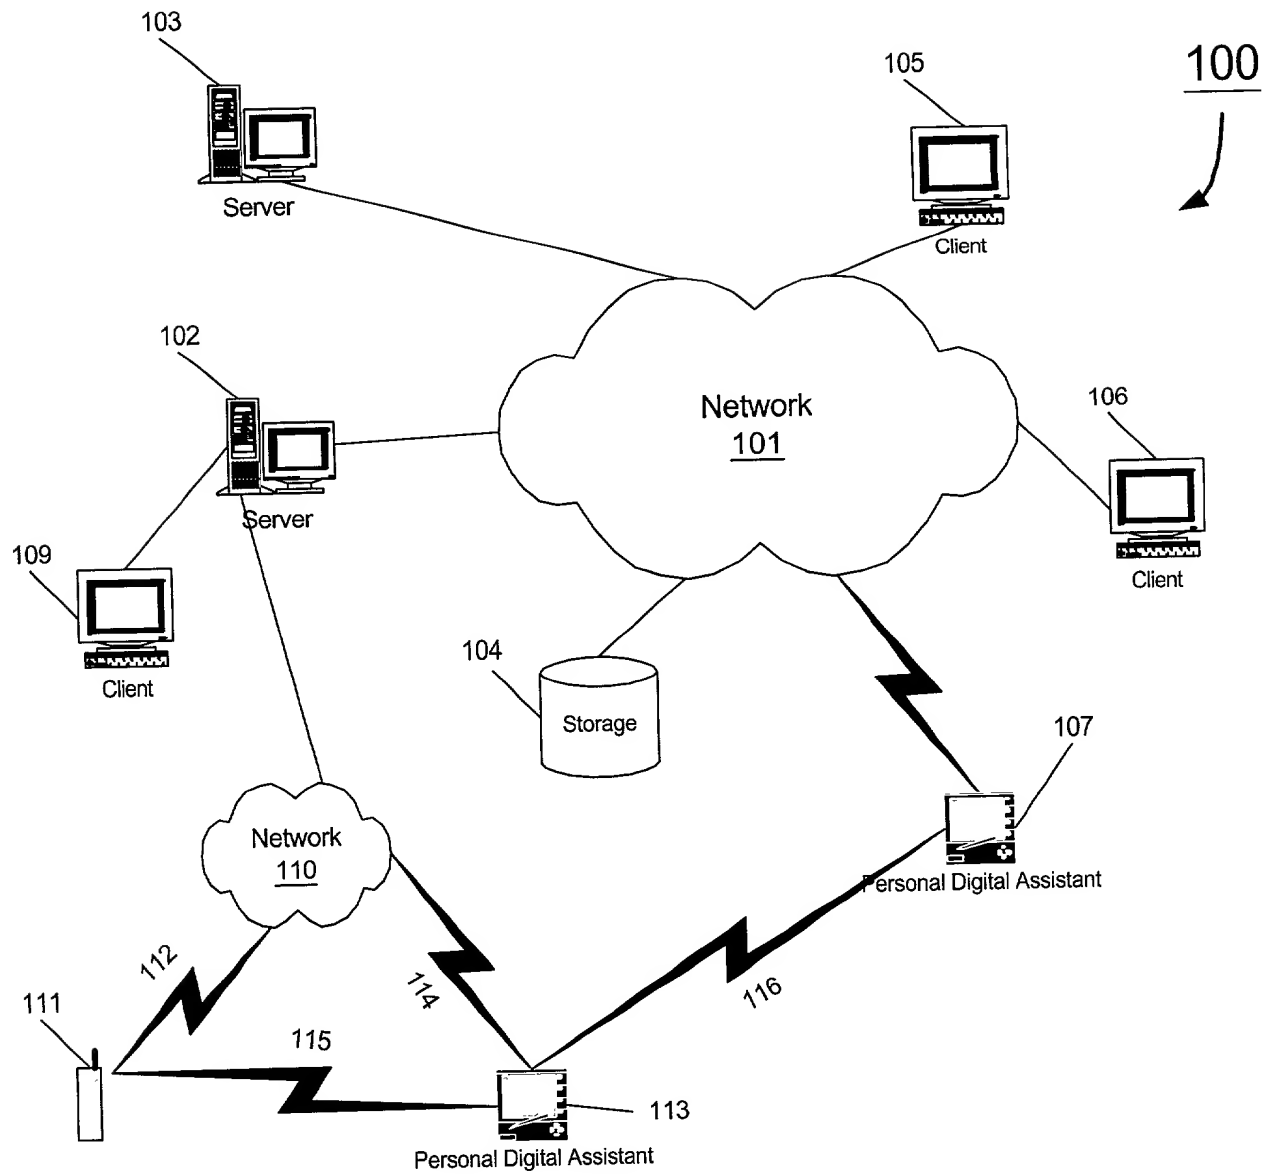 103
105
100
Server
Client
102
Network
101
106
Server
109
Client
Client
104
Storage
107
Network
110
Personal Digital Assistant
112
114
116
111
115
113
Personal Digital Assistant